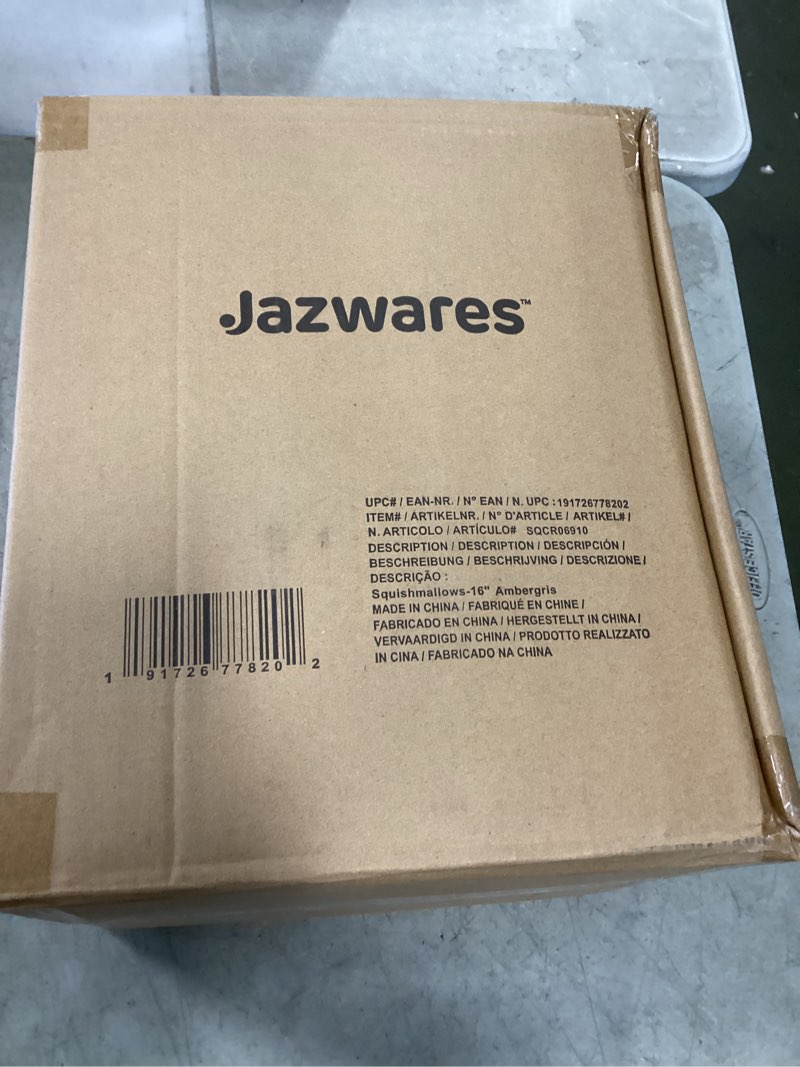 Jazwares™
UPC# / EAN-NR. / N° EAN / N. UPC :191726778202
ITEM# / ARTIKELNR. / N° D'ARTICLE / ARTIKEL# /
N. ARTICOLO / ARTÍCULO# SQCR06910
DESCRIPTION / DESCRIPTION / DESCRIPCIÓN /
BESCHREIBUNG / BESCHRIJVING / DESCRIZIONE /
DESCRIÇÃO :
Squishmallows-16" Ambergris
MADE IN CHINA / FABRIQUÉ EN CHINE /
FABRICADO EN CHINA / HERGESTELLT IN CHINA /
VERVAARDIGD IN CHINA / PRODOTTO REALIZZATO
IN CINA / FABRICADO NA CHINA
1 91726 77820 2
OFFICE STAR